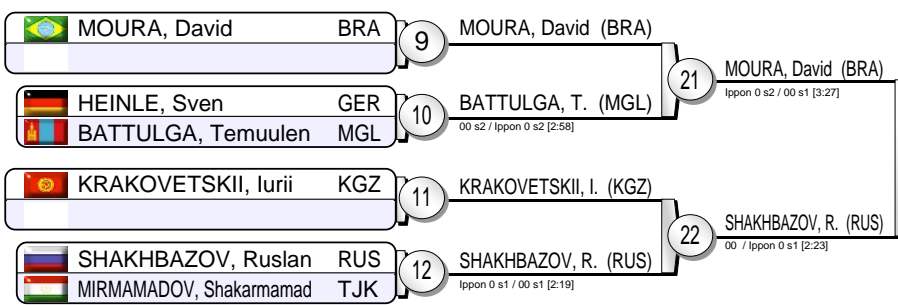 MOURA, David BRA
9
MOURA, David (BRA)
HEINLE, Sven GER
BATTULGA, Temuulen MGL
10
BATTULGA, T. (MGL)
00 s2 / Ippon 0 s2 [2:58]
21
MOURA, David (BRA)
Ippon 0 s2 / 00 s1 [3:27]
KRAKOVETSKII, Iurii KGZ
11
KRAKOVETSKII, I. (KGZ)
SHAKHBAZOV, Ruslan RUS
MIRMAMADOV, Shakarmamad TJK
12
SHAKHBAZOV, R. (RUS)
Ippon 0 s1 / 00 s1 [2:19]
22
SHAKHBAZOV, R. (RUS)
00 / Ippon 0 s1 [2:23]